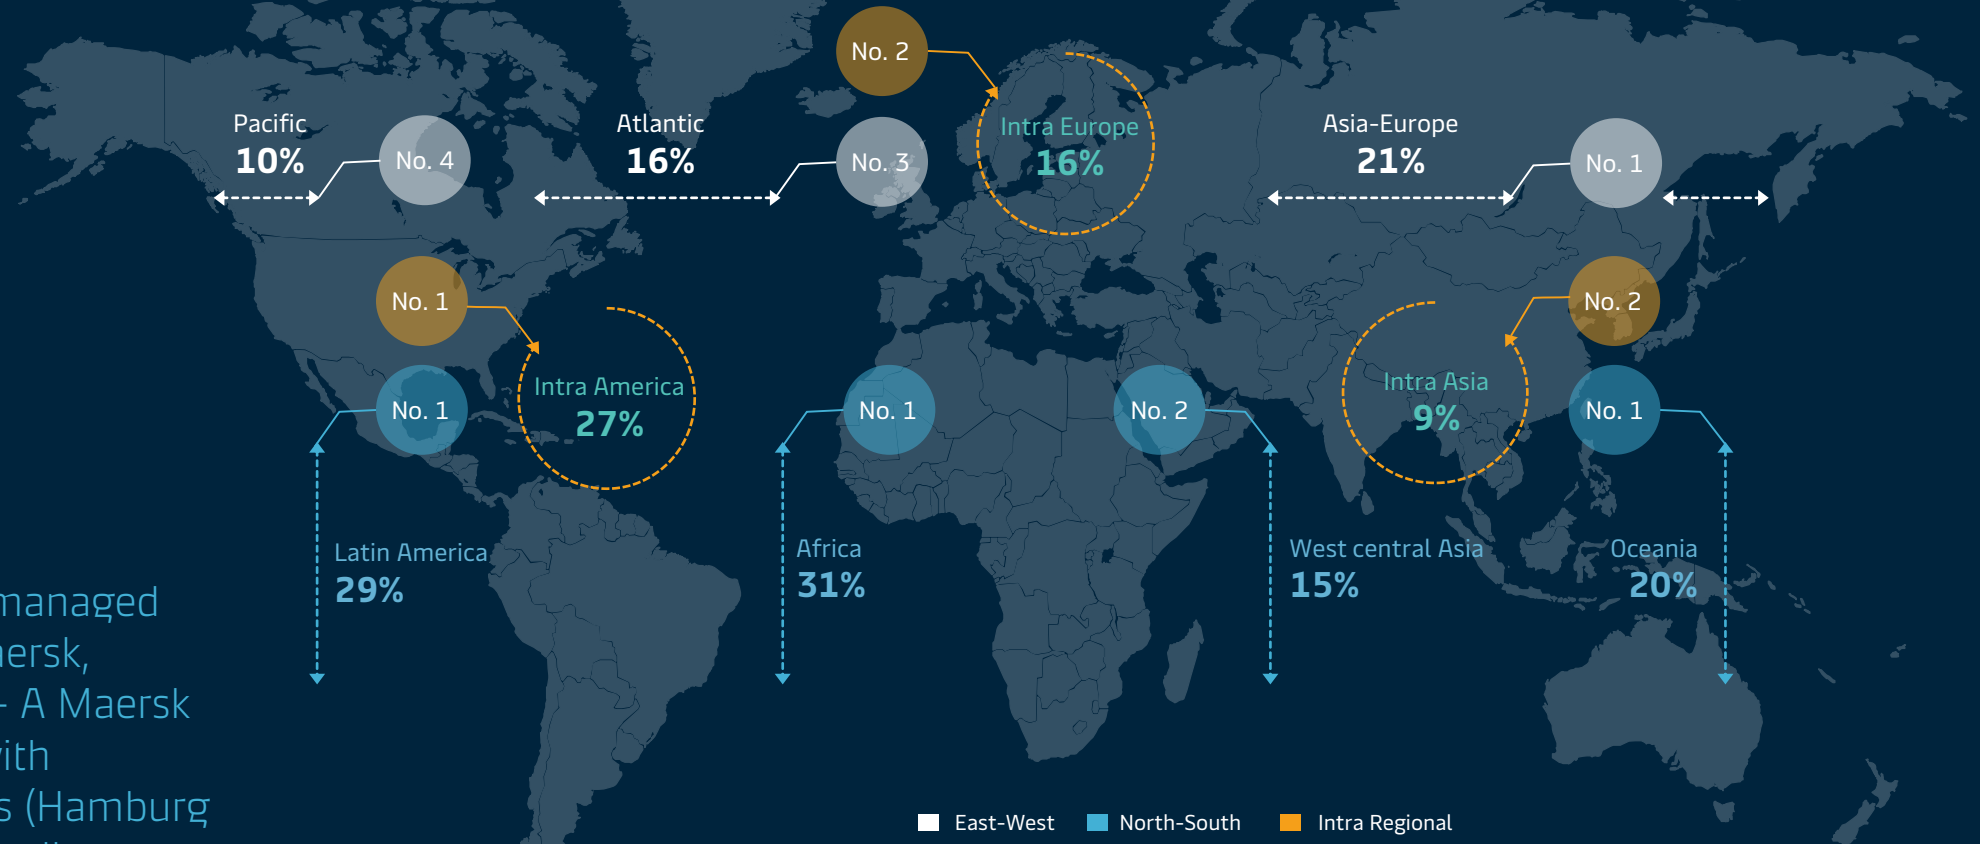 No. 2
Pacific
10%
No. 4
Atlantic
16%
No. 3
Intra Europe
16%
Asia-Europe
21%
No. 1
No. 1
Intra America
27%
No. 1
Latin America
29%
No. 1
Africa
31%
No. 2
West central Asia
15%
Intra Asia
9%
No. 2
No. 1
Oceania
20%
managed
ersk,
- A Maersk
ith
s (Hamburg
East-West
North-South
Intra Regional